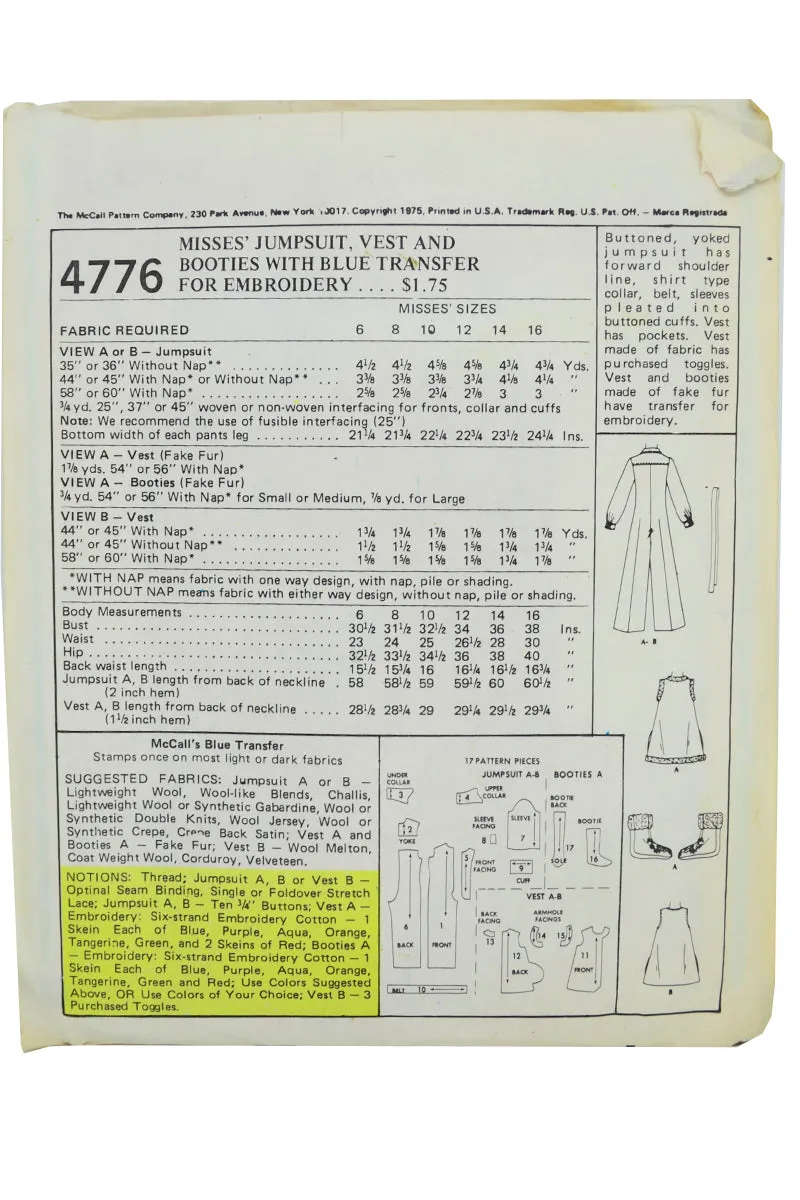 The McCall Pattern Company, 230 Park Avenue, New York 10017. Copyright 1975, Printed in U.S.A. Trademark Reg. U.S. Pat. Off. – Marca Registrada
4776
MISSES' JUMPSUIT, VEST AND
BOOTIES WITH BLUE TRANSFER
FOR EMBROIDERY . . . . $1.75
MISSES' SIZES
FABRIC REQUIRED 6 8 10 12 14 16
VIEW A or B – Jumpsuit
35" or 36" Without Nap** . . . . . . . . . . . . . . 4½ 4½ 4⅝ 4⅝ 4¾ 4¾ Yds.
44" or 45" With Nap* or Without Nap** . . . 3⅜ 3⅜ 3⅜ 3¾ 4⅛ 4¼ "
58" or 60" With Nap* . . . . . . . . . . . . . . . . . . 2⅝ 2⅝ 2¾ 2⅞ 3 3 "
¾ yd. 25", 37" or 45" woven or non-woven interfacing for fronts, collar and cuffs
Note: We recommend the use of fusible interfacing (25")
Bottom width of each pants leg . . . . . . . . . . . 21¼ 21¾ 22¼ 22¾ 23½ 24¼ Ins.
VIEW A – Vest (Fake Fur)
1⅞ yds. 54" or 56" With Nap*
VIEW A – Booties (Fake Fur)
¾ yd. 54" or 56" With Nap* for Small or Medium, ⅞ yd. for Large
VIEW B – Vest
44" or 45" With Nap* . . . . . . . . . . . . . . . . . . 1¾ 1¾ 1⅞ 1⅞ 1⅞ 1⅞ Yds.
44" or 45" Without Nap** . . . . . . . . . . . . . . 1½ 1½ 1⅝ 1⅝ 1¾ 1¾ "
58" or 60" With Nap* . . . . . . . . . . . . . . . . . . 1⅝ 1⅝ 1⅝ 1⅝ 1¾ 1⅞ "
*WITH NAP means fabric with one way design, with nap, pile or shading.
**WITHOUT NAP means fabric with either way design, without nap, pile or shading.
Body Measurements . . . . . . . . . . . . . . . . . . . 6 8 10 12 14 16
Bust . . . . . . . . . . . . . . . . . . . . . . . . . . . . . . 30½ 31½ 32½ 34 36 38 Ins.
Waist . . . . . . . . . . . . . . . . . . . . . . . . . . . . . 23 24 25 26½ 28 30 "
Hip . . . . . . . . . . . . . . . . . . . . . . . . . . . . . . . 32½ 33½ 34½ 36 38 40 "
Back waist length . . . . . . . . . . . . . . . . . . . . . 15½ 15¾ 16 16¼ 16½ 16¾ "
Jumpsuit A, B length from back of neckline . 58 58½ 59 59½ 60 60½ "
(2 inch hem)
Vest A, B length from back of neckline . . . . . 28½ 28¾ 29 29¼ 29½ 29¾ "
(1½ inch hem)
Buttoned, yoked
jumpsuit has
forward shoulder
line, shirt type
collar, belt, sleeves
pleated into
buttoned cuffs. Vest
has pockets. Vest
made of fabric has
purchased toggles.
Vest and booties
made of fake fur
have transfer for
embroidery.
A- B
A
A
B
McCall's Blue Transfer
Stamps once on most light or dark fabrics
SUGGESTED FABRICS: Jumpsuit A or B –
Lightweight Wool, Wool-like Blends, Challis,
Lightweight Wool or Synthetic Gabardine, Wool or
Synthetic Double Knits, Wool Jersey, Wool or
Synthetic Crepe, Crepe Back Satin; Vest A and
Booties A – Fake Fur; Vest B – Wool Melton,
Coat Weight Wool, Corduroy, Velveteen.
NOTIONS: Thread; Jumpsuit A, B or Vest B –
Optinal Seam Binding, Single or Foldover Stretch
Lace; Jumpsuit A, B – Ten ¾" Buttons; Vest A –
Embroidery: Six-strand Embroidery Cotton – 1
Skein Each of Blue, Purple, Aqua, Orange,
Tangerine, Green, and 2 Skeins of Red; Booties A
– Embroidery: Six-strand Embroidery Cotton – 1
Skein Each of Blue, Purple, Aqua, Orange,
Tangerine, Green and Red; Use Colors Suggested
Above, OR Use Colors of Your Choice; Vest B – 3
Purchased Toggles.
17 PATTERN PIECES
JUMPSUIT A-B
BOOTIES A
UNDER
COLLAR
3
4
UPPER
COLLAR
2
YOKE
SLEEVE
FACING
8
SLEEVE
7
5
FRONT
FACING
9
CUFF
6
BACK
1
FRONT
BELT 10
BOOTIE
BACK
17
SOLE
BOOTIE
16
VEST A-B
BACK
FACING
13
ARMHOLE
FACINGS
14
15
12
BACK
11
FRONT